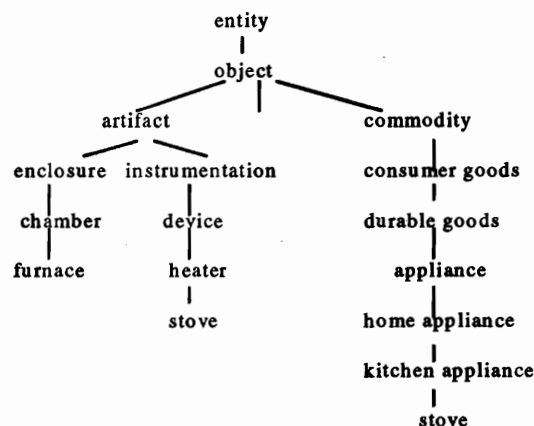 entity
object
artifact commodity
enclosure instrumentation consumer goods
chamber device durable goods
furnace heater appliance
stove home appliance
kitchen appliance
stove